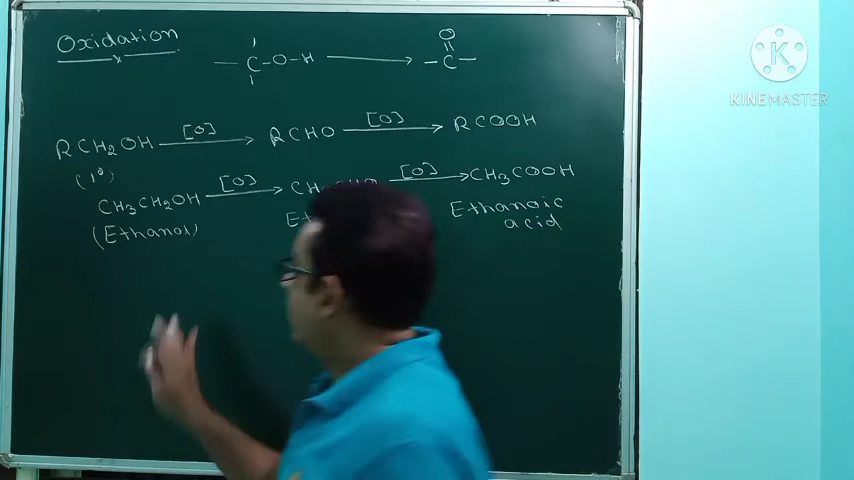 Oxidation
O
— C – O – H ⟶ – C –
RCH₂OH [O] ⟶ RCHO [O] ⟶ RCOOH
(1°)
CH₃CH₂OH [O] ⟶ [O] ⟶ CH₃COOH
(Ethanol) Ethanoic
acid
K
KINEMASTER